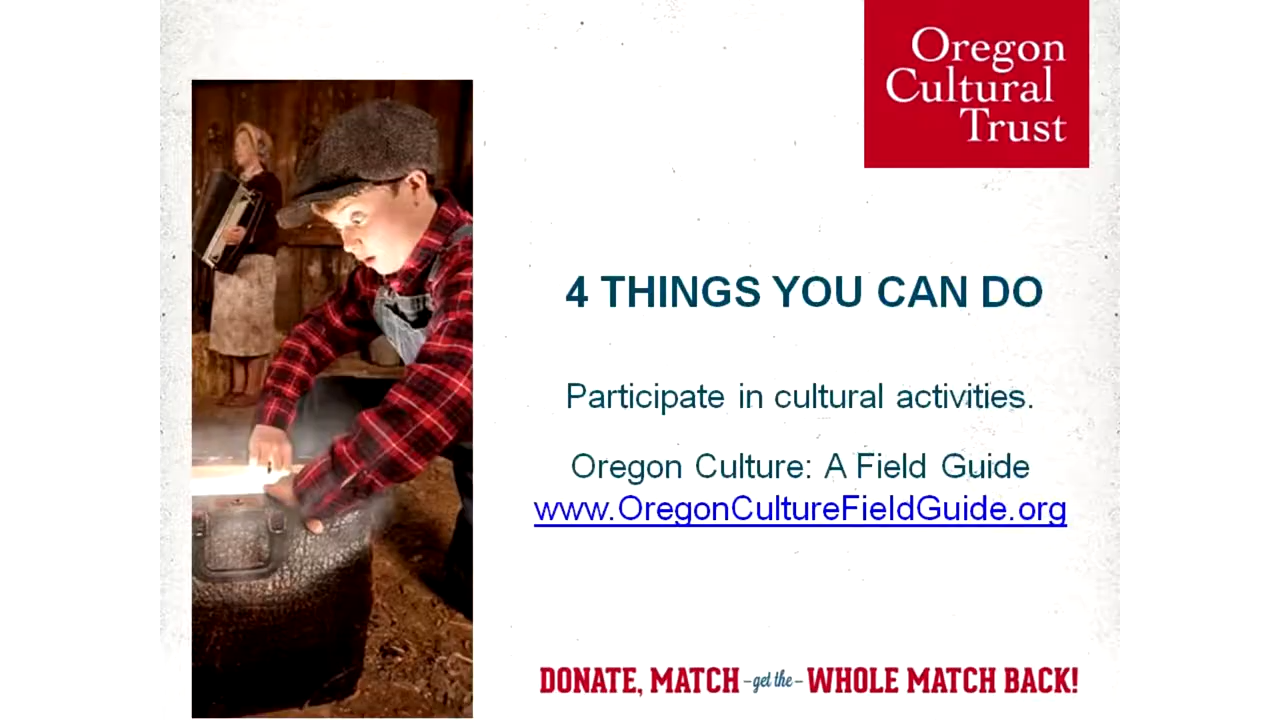 Oregon
Cultural
Trust
4 THINGS YOU CAN DO
Participate in cultural activities.
Oregon Culture: A Field Guide
www.OregonCultureFieldGuide.org
DONATE, MATCH -get the- WHOLE MATCH BACK!